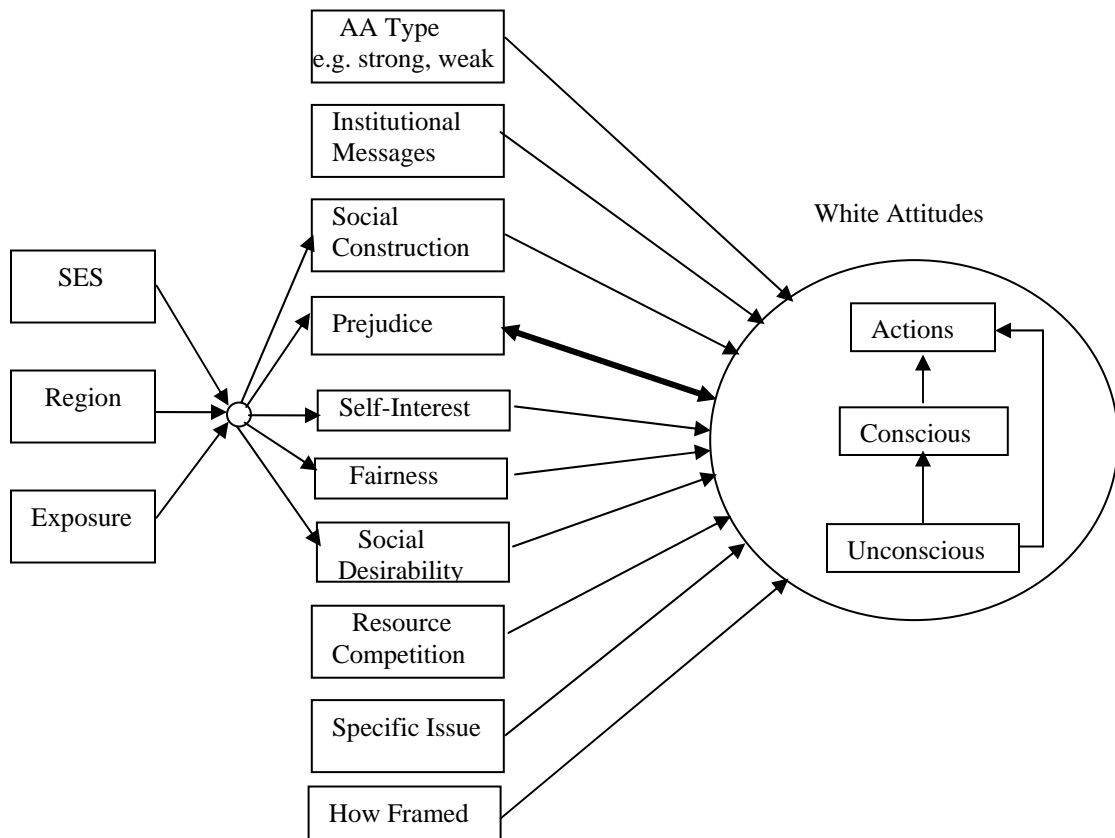 AA Type
e.g. strong, weak
Institutional
Messages
Social
Construction
White Attitudes
SES
Prejudice
Actions
Region
Self-Interest
Conscious
Fairness
Exposure
Social
Desirability
Unconscious
Resource
Competition
Specific Issue
How Framed